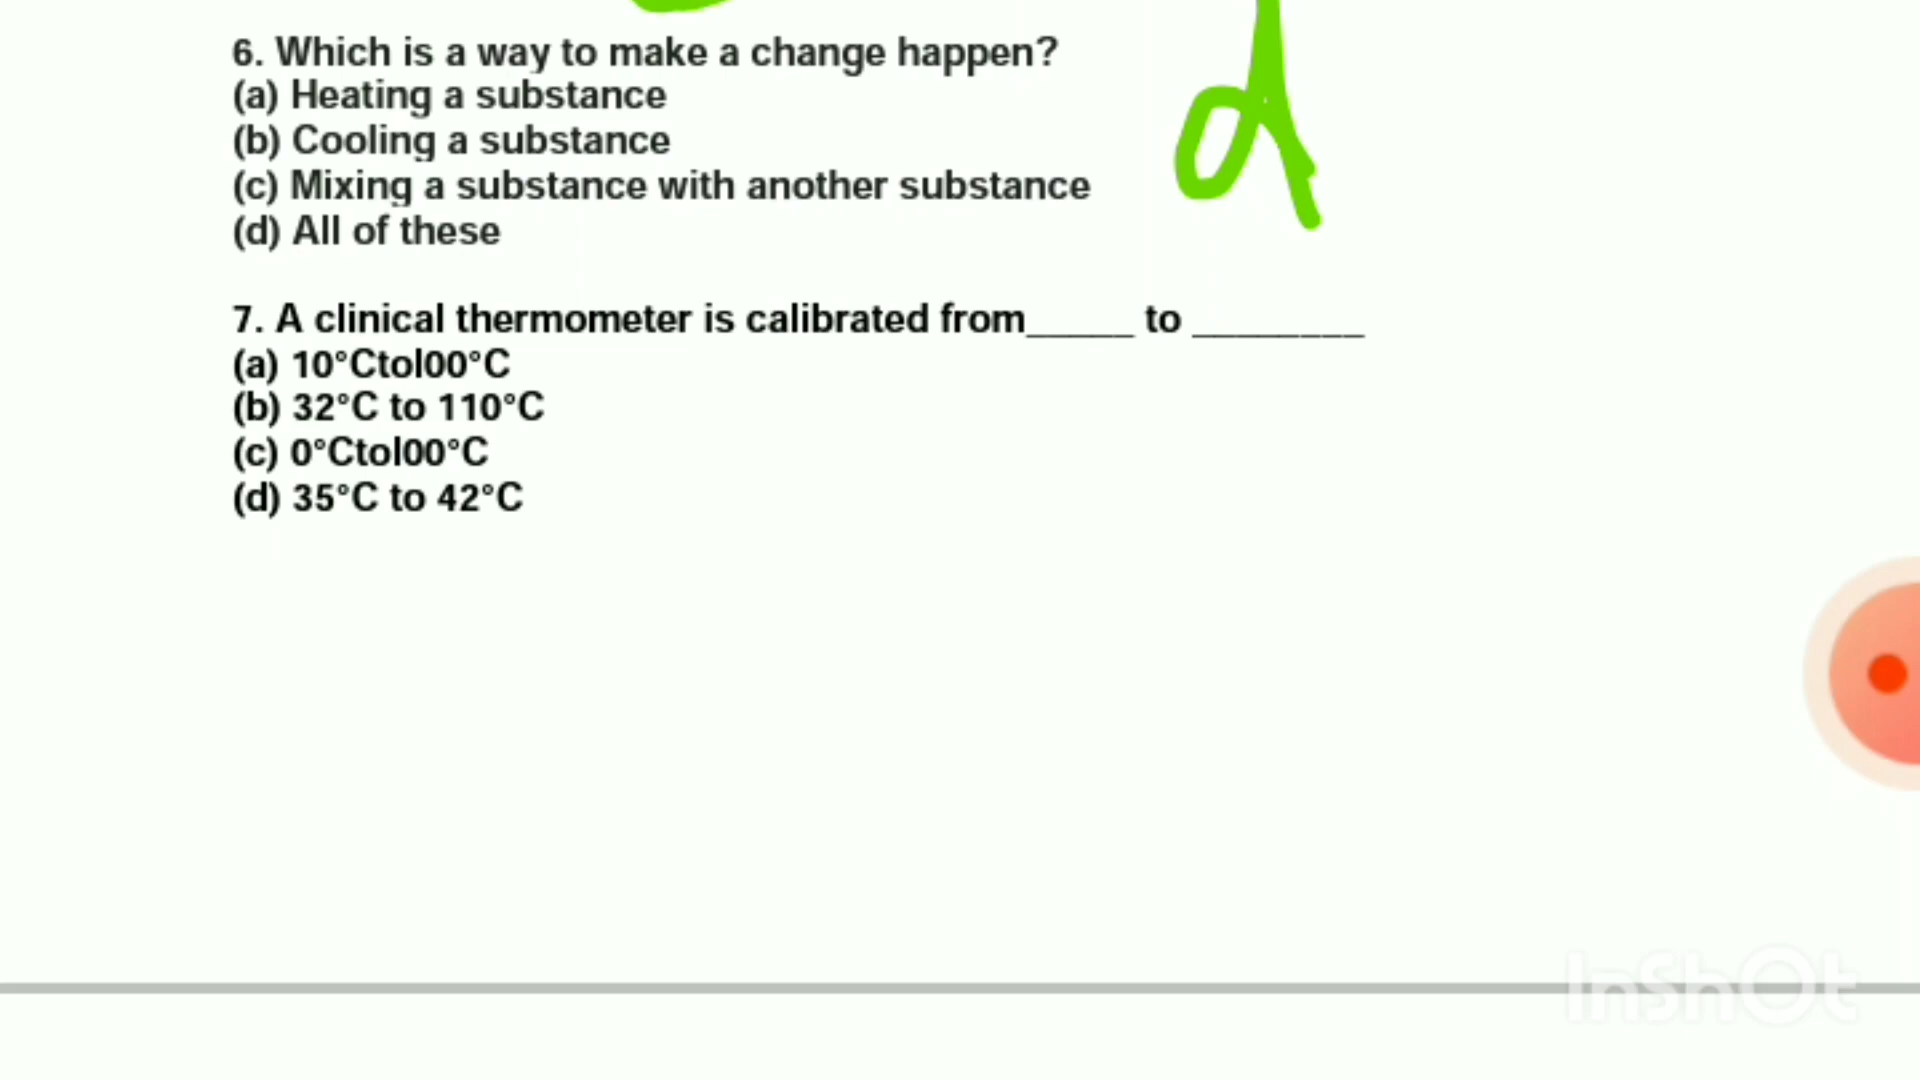 6. Which is a way to make a change happen?
(a) Heating a substance
(b) Cooling a substance
(c) Mixing a substance with another substance
(d) All of these
d
7. A clinical thermometer is calibrated from_____ to ________
(a) 10°Ctol00°C
(b) 32°C to 110°C
(c) 0°Ctol00°C
(d) 35°C to 42°C
InShOt